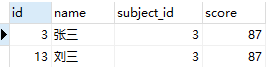 id name subject_id score
3 张三 3 87
13 刘三 3 87